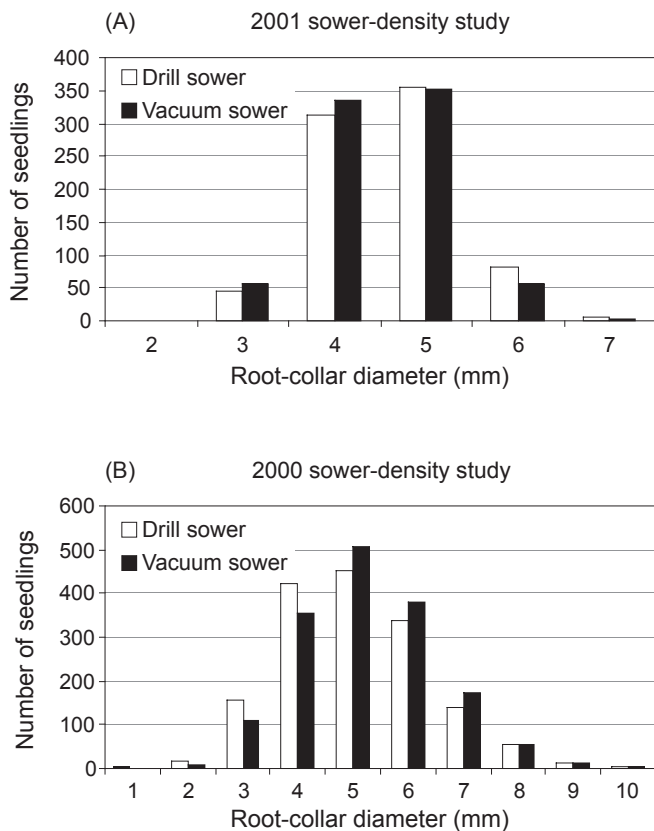 (A) 2001 sower-density study
400
350
300
250
200
150
100
50
0
Drill sower
Vacuum sower
Number of seedlings
2 3 4 5 6 7
Root-collar diameter (mm)
(B) 2000 sower-density study
600
500
400
300
200
100
0
Drill sower
Vacuum sower
Number of seedlings
1 2 3 4 5 6 7 8 9 10
Root-collar diameter (mm)